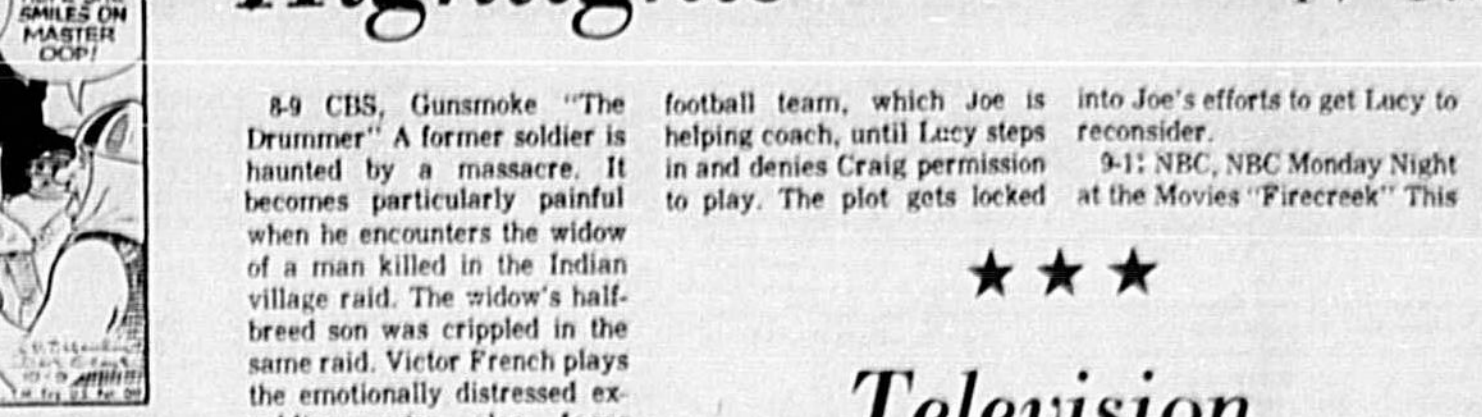 SMILES ON
MASTER
OOP!
Highlights
8-9 CBS, Gunsmoke "The
Drummer" A former soldier is
haunted by a massacre. It
becomes particularly painful
when he encounters the widow
of a man killed in the Indian
village raid. The widow's half-
breed son was crippled in the
same raid. Victor French plays
the emotionally distressed ex-
football team, which Joe is
helping coach, until Lucy steps
in and denies Craig permission
to play. The plot gets locked
into Joe's efforts to get Lucy to
reconsider.
9-11 NBC, NBC Monday Night
at the Movies "Firecreek" This
★ ★ ★
Television